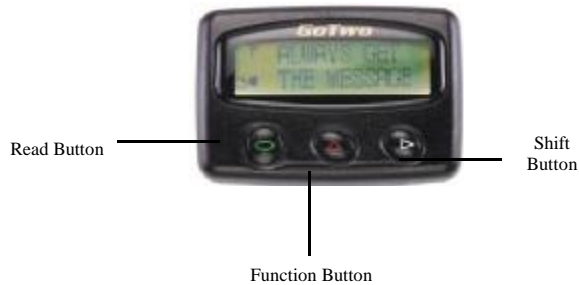 GoTwo
ALWAYS GET
THE MESSAGE
Read Button
Shift
Button
Function Button